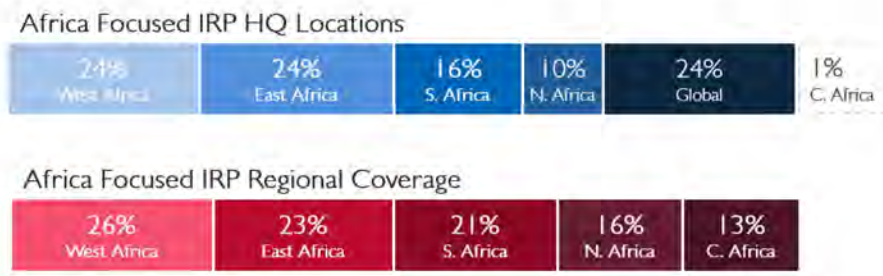 Africa Focused IRP HQ Locations
24% 24% 16% 10% 24% 1%
West Africa East Africa S. Africa N. Africa Global C. Africa
Africa Focused IRP Regional Coverage
26% 23% 21% 16% 13%
West Africa East Africa S. Africa N. Africa C. Africa